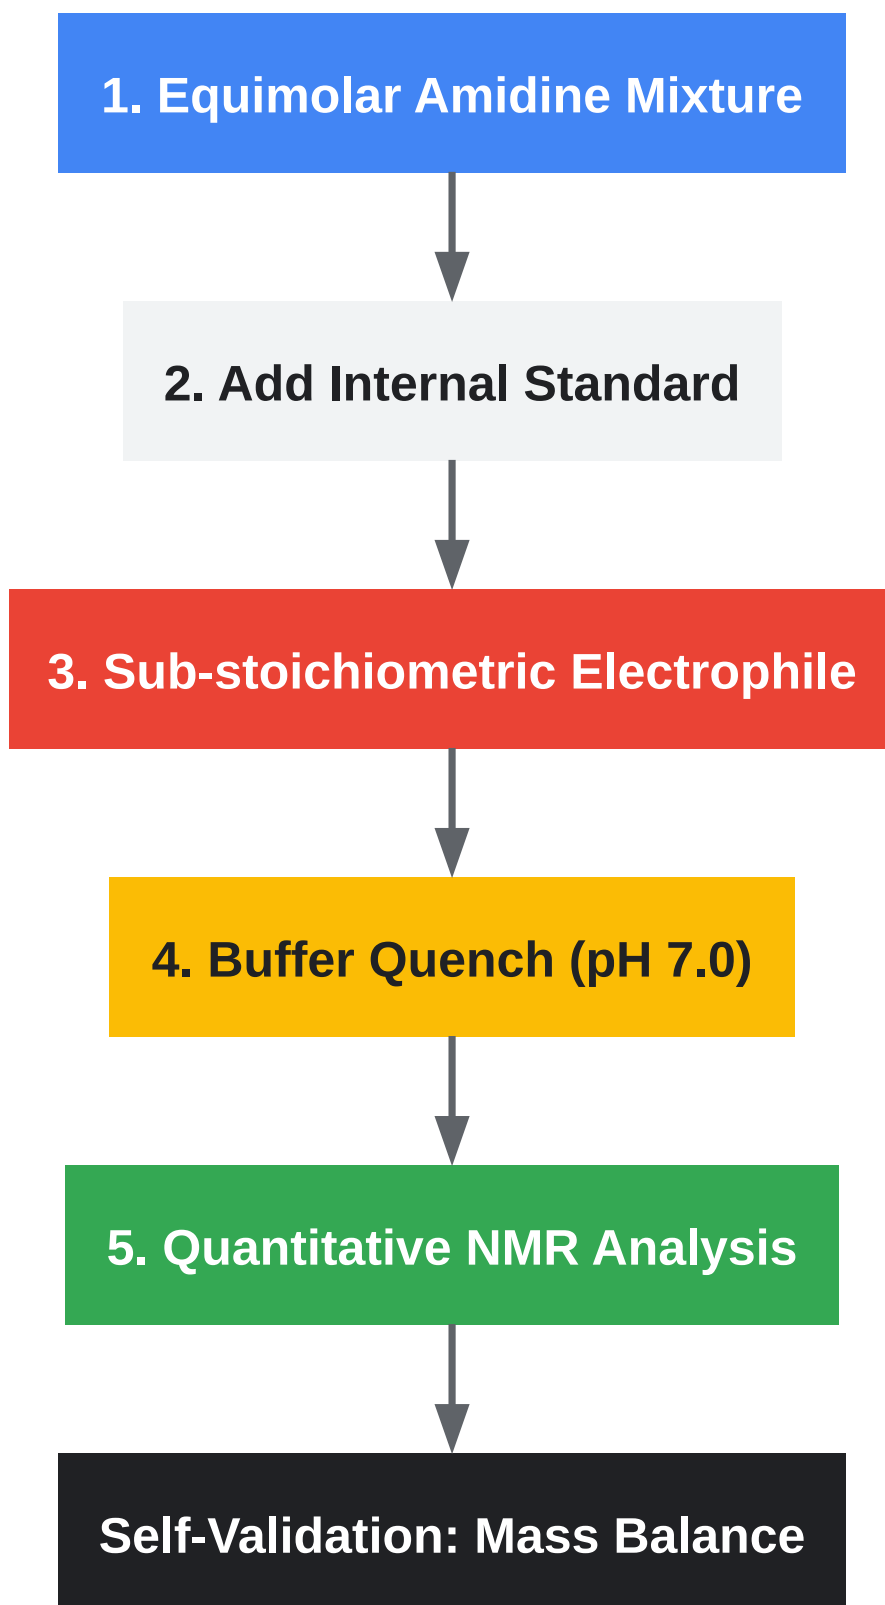 1. Equimolar Amidine Mixture
2. Add Internal Standard
3. Sub-stoichiometric Electrophile
4. Buffer Quench (pH 7.0)
5. Quantitative NMR Analysis
Self-Validation: Mass Balance